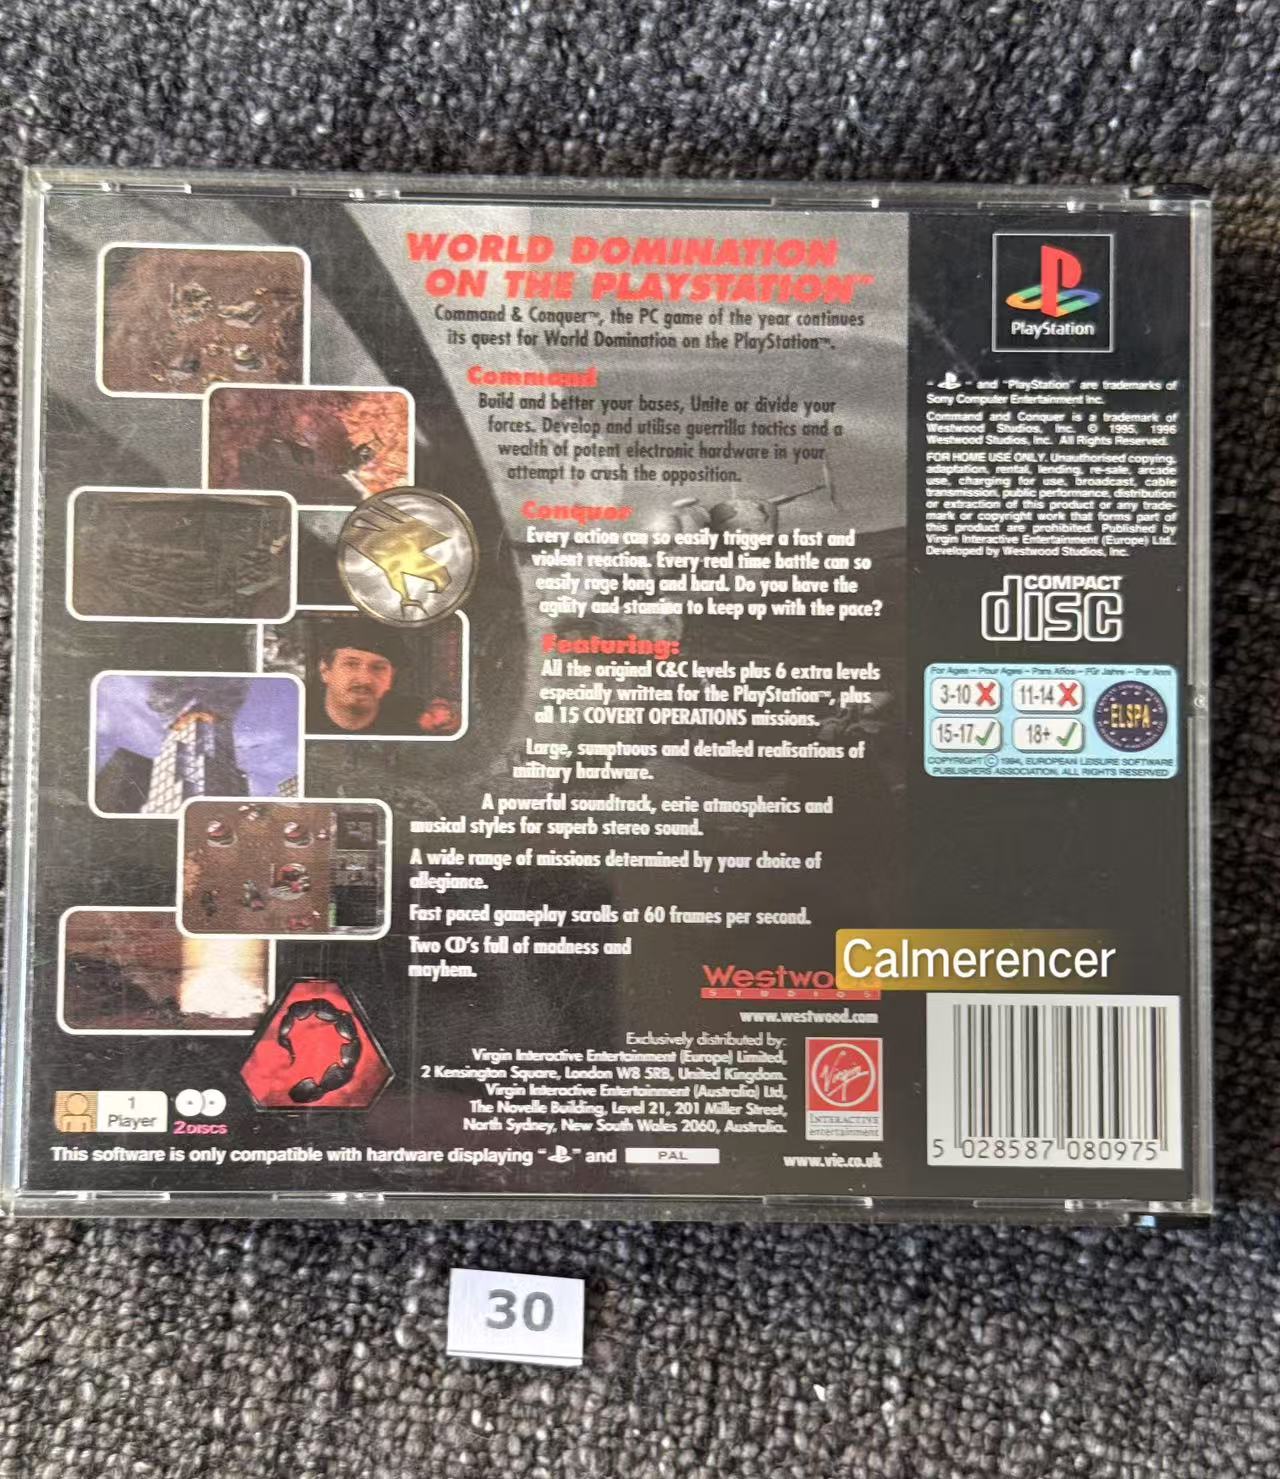 WORLD DOMINATION
ON THE PLAYSTATION™
Command & Conquer™, the PC game of the year continues
its quest for World Domination on the PlayStation™.
Command
Build and better your bases, Unite or divide your
forces. Develop and utilise guerrilla tactics and a
wealth of potent electronic hardware in your
attempt to crush the opposition.
Conquer
Every action can so easily trigger a fast and
violent reaction. Every real time battle can so
easily rage long and hard. Do you have the
agility and stamina to keep up with the pace?
Featuring:
All the original C&C levels plus 6 extra levels
especially written for the PlayStation™, plus
all 15 COVERT OPERATIONS missions.
Large, sumptuous and detailed realisations of
military hardware.
A powerful soundtrack, eerie atmospherics and
musical styles for superb stereo sound.
A wide range of missions determined by your choice of
allegiance.
Fast paced gameplay scrolls at 60 frames per second.
Two CD's full of madness and
mayhem.
Westwo
STUDIOS
www.westwood.com
Exclusively distributed by:
Virgin Interactive Entertainment (Europe) Limited,
2 Kensington Square, London W8 5RB, United Kingdom.
Virgin Interactive Entertainment (Australia) Ltd,
The Novelle Building, Level 21, 201 Miller Street,
North Sydney, New South Wales 2060, Australia.
Virgin
INTERACTIVE
entertainment
www.vie.co.uk
1
Player
2 DISCS
This software is only compatible with hardware displaying " " and PAL
PlayStation
" " and "PlayStation" are trademarks of
Sony Computer Entertainment Inc.
Command and Conquer is a trademark of
Westwood Studios, Inc. © 1995, 1996
Westwood Studios, Inc. All Rights Reserved.
FOR HOME USE ONLY. Unauthorised copying,
adaptation, rental, lending, re-sale, arcade
use, charging for use, broadcast, cable
transmission, public performance, distribution
or extraction of this product or any trade-
mark or copyright work that forms part of
this product are prohibited. Published by
Virgin Interactive Entertainment (Europe) Ltd..
Developed by Westwood Studios, Inc.
COMPACT
disc
For Ages – Pour Ages – Para Años – Für Jahre – Per Anni
3-10 11-14
15-17 18+
ELSPA
COPYRIGHT © 1994, EUROPEAN LEISURE SOFTWARE
PUBLISHERS ASSOCIATION, ALL RIGHTS RESERVED
Calmerencer
5 028587 080975
30